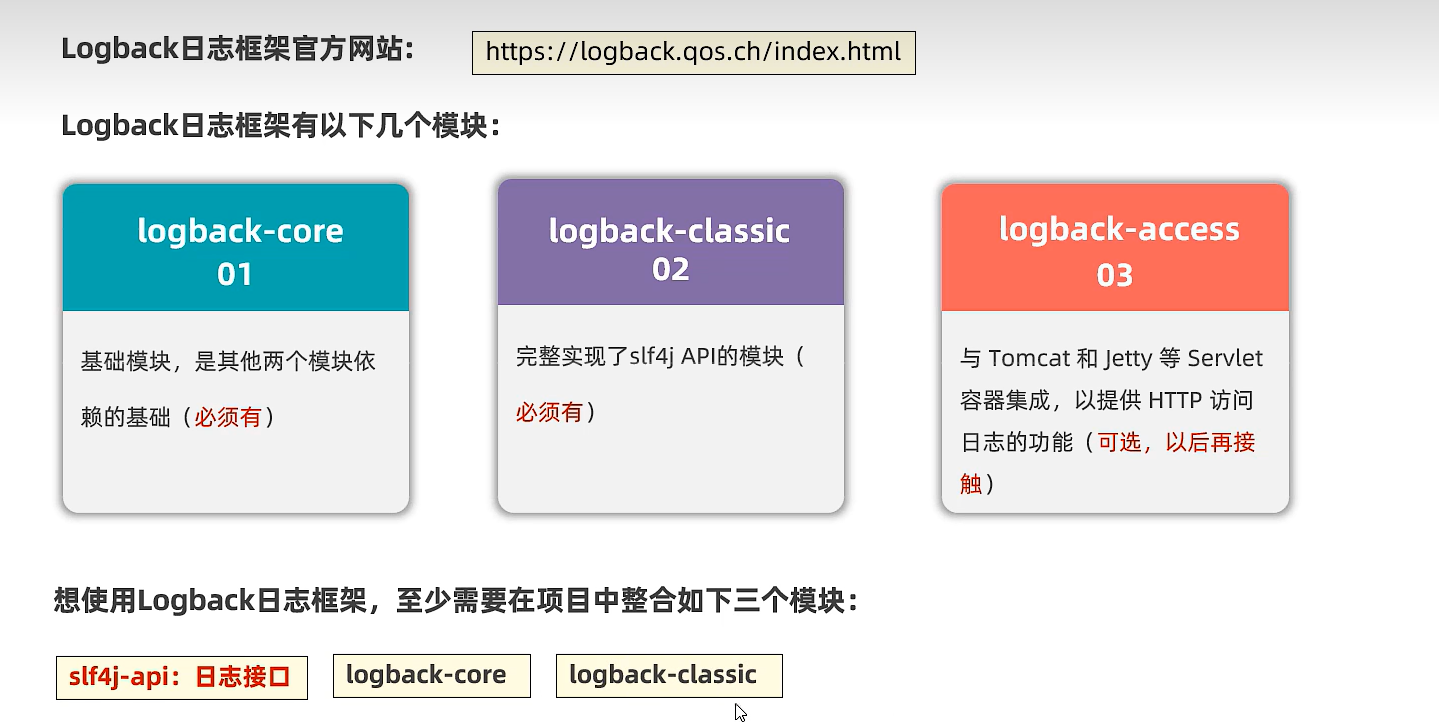 Logback日志框架官方网站：
https://logback.qos.ch/index.html
Logback日志框架有以下几个模块：
logback-core
01
基础模块，是其他两个模块依
赖的基础（必须有）
logback-classic
02
完整实现了slf4j API的模块（
必须有）
logback-access
03
与 Tomcat 和 Jetty 等 Servlet
容器集成，以提供 HTTP 访问
日志的功能（可选，以后再接
触）
想使用Logback日志框架，至少需要在项目中整合如下三个模块：
slf4j-api：日志接口
logback-core
logback-classic